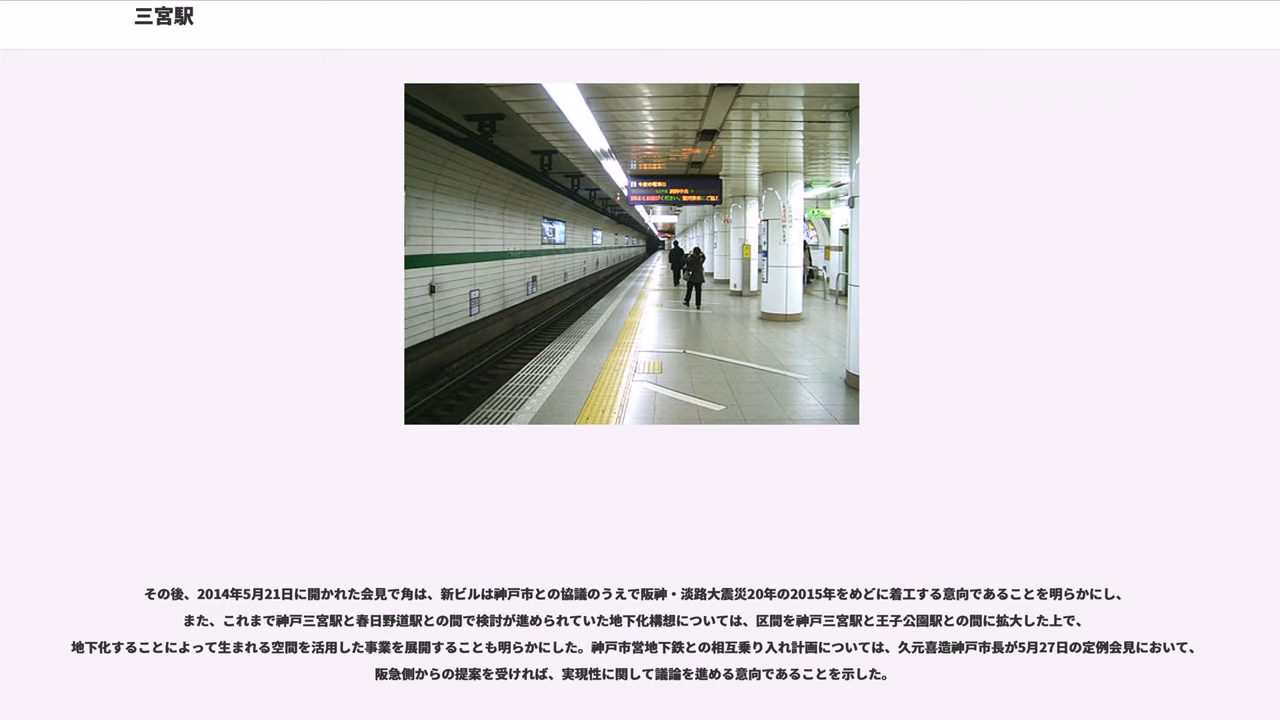 三宮駅
今度の電車は
西神中央
その後、2014年5月21日に開かれた会見で角は、新ビルは神戸市との協議のうえで阪神・淡路大震災20年の2015年をめどに着工する意向であることを明らかにし、
また、これまで神戸三宮駅と春日野道駅との間で検討が進められていた地下化構想については、区間を神戸三宮駅と王子公園駅との間に拡大した上で、
地下化することによって生まれる空間を活用した事業を展開することも明らかにした。神戸市営地下鉄との相互乗り入れ計画については、久元喜造神戸市長が5月27日の定例会見において、
阪急側からの提案を受ければ、実現性に関して議論を進める意向であることを示した。